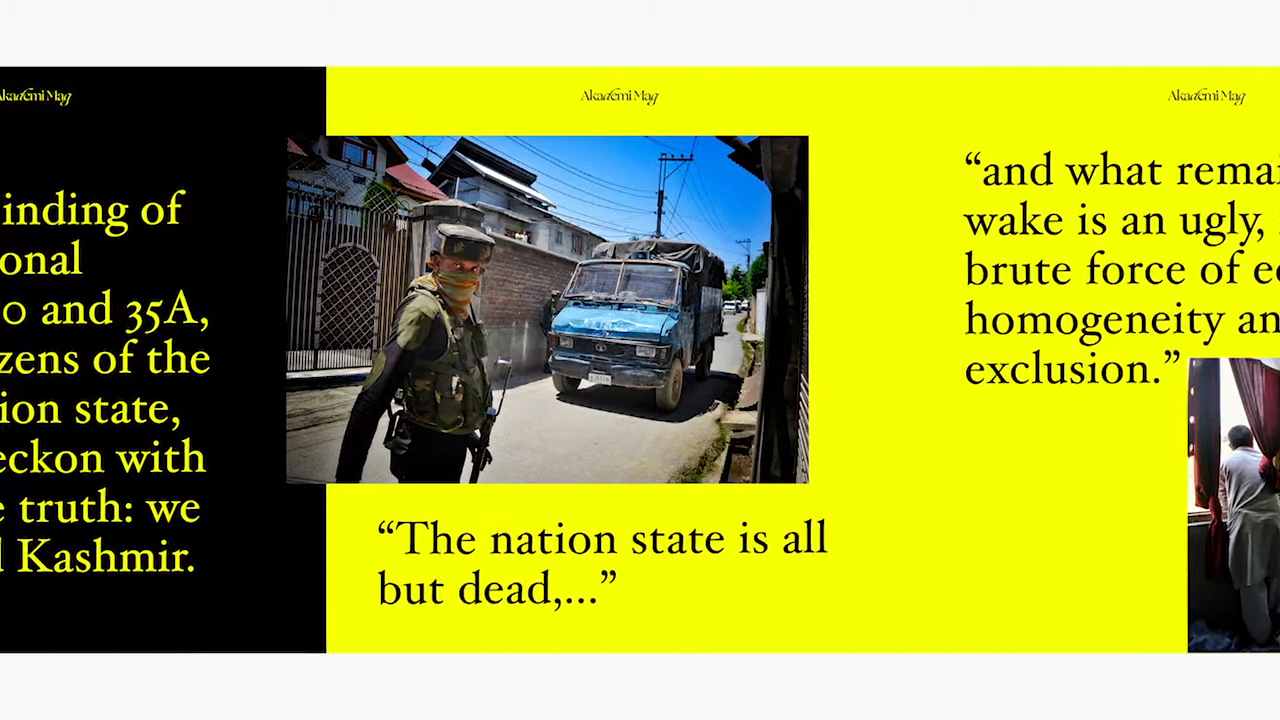 AkadEmi Mag
inding of
onal
0 and 35A,
zens of the
ion state,
eckon with
e truth: we
l Kashmir.
AkadEmi Mag
“The nation state is all
but dead,...”
AkadEmi Mag
“and what remai
wake is an ugly,
brute force of e
homogeneity an
exclusion.”